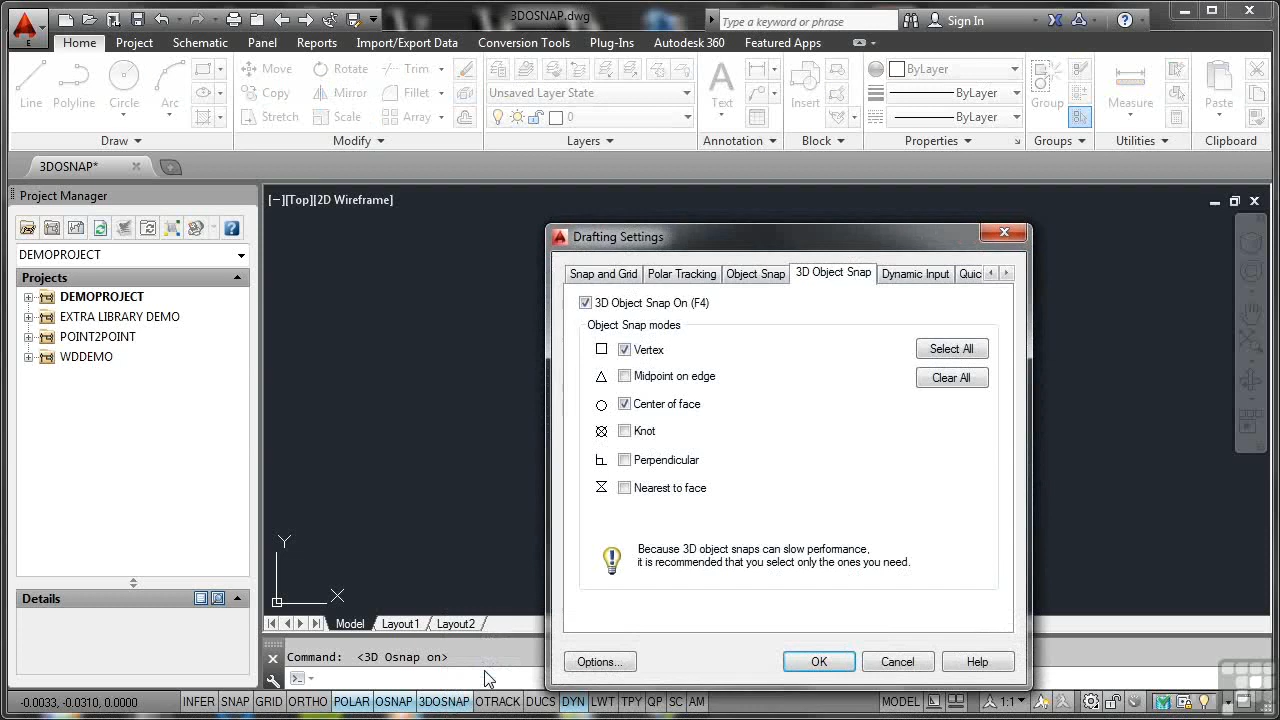 3DOSNAP.dwg
Type a keyword or phrase
Sign In
E
Home Project Schematic Panel Reports Import/Export Data Conversion Tools Plug-Ins Autodesk 360 Featured Apps
Line Polyline Circle Arc
Move Rotate Trim
Copy Mirror Fillet
Stretch Scale Array
Unsaved Layer State
0
Text
Insert
ByLayer
ByLayer
ByLayer
Group
Measure
Paste
Draw Modify Layers Annotation Block Properties Groups Utilities Clipboard
3DOSNAP*
Project Manager
DEMOPROJECT
Projects
DEMOPROJECT
EXTRA LIBRARY DEMO
POINT2POINT
WDDEMO
Details
[−][Top][2D Wireframe]
Drafting Settings
Snap and Grid Polar Tracking Object Snap 3D Object Snap Dynamic Input Quic
3D Object Snap On (F4)
Object Snap modes
Vertex
Midpoint on edge
Center of face
Knot
Perpendicular
Nearest to face
Select All
Clear All
Because 3D object snaps can slow performance,
it is recommended that you select only the ones you need.
Options... OK Cancel Help
Y
X
Model Layout1 Layout2
Command: <3D Osnap on>
-0.0033, -0.0310, 0.0000 INFER SNAP GRID ORTHO POLAR OSNAP 3DOSNAP OTRACK DUCS DYN LWT TPY QP SC AM MODEL 1:1